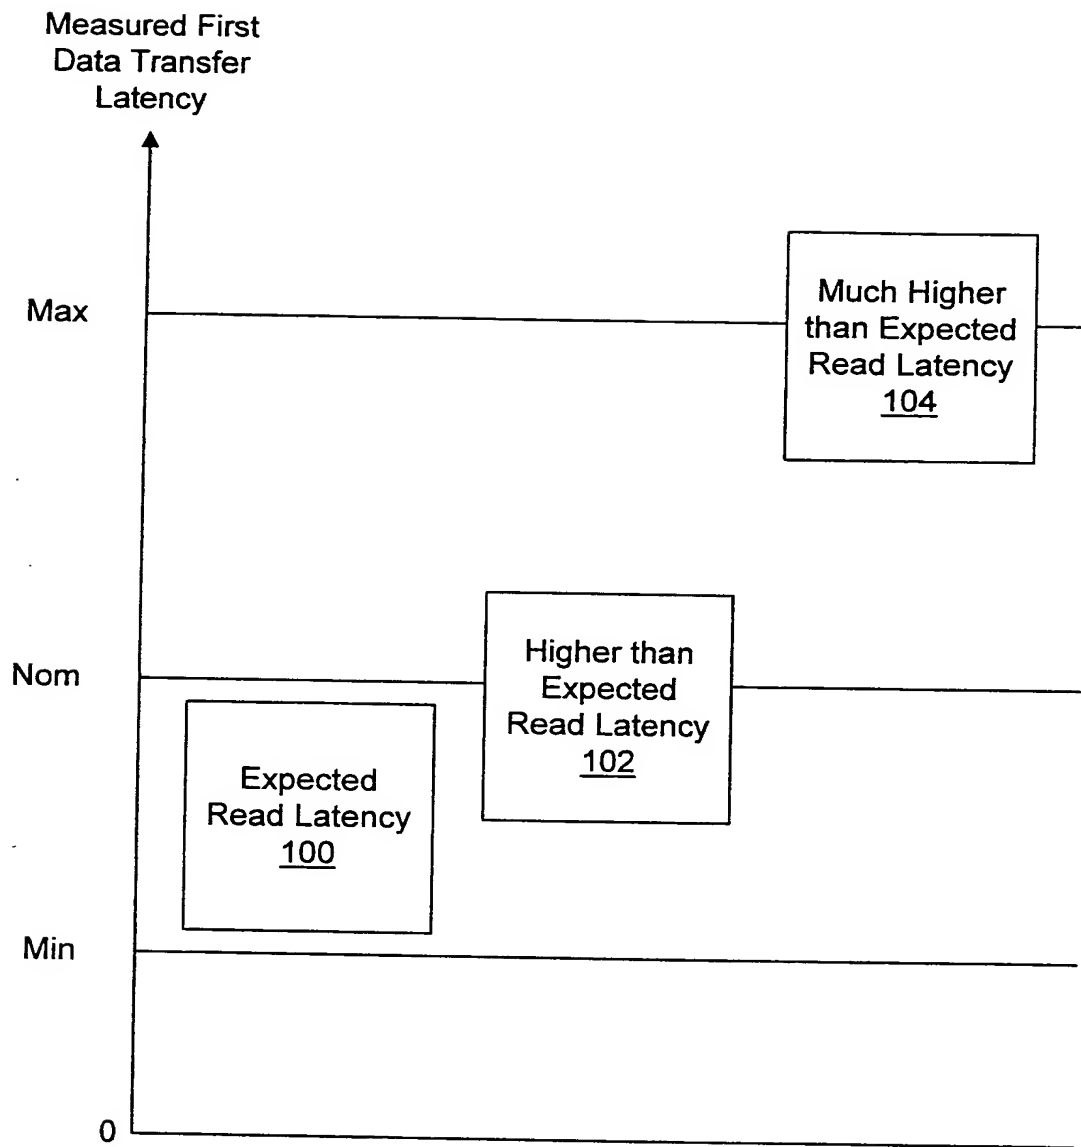 Measured First
Data Transfer
Latency
Max
Much Higher
than Expected
Read Latency
104
Nom
Higher than
Expected
Read Latency
102
Expected
Read Latency
100
Min
0